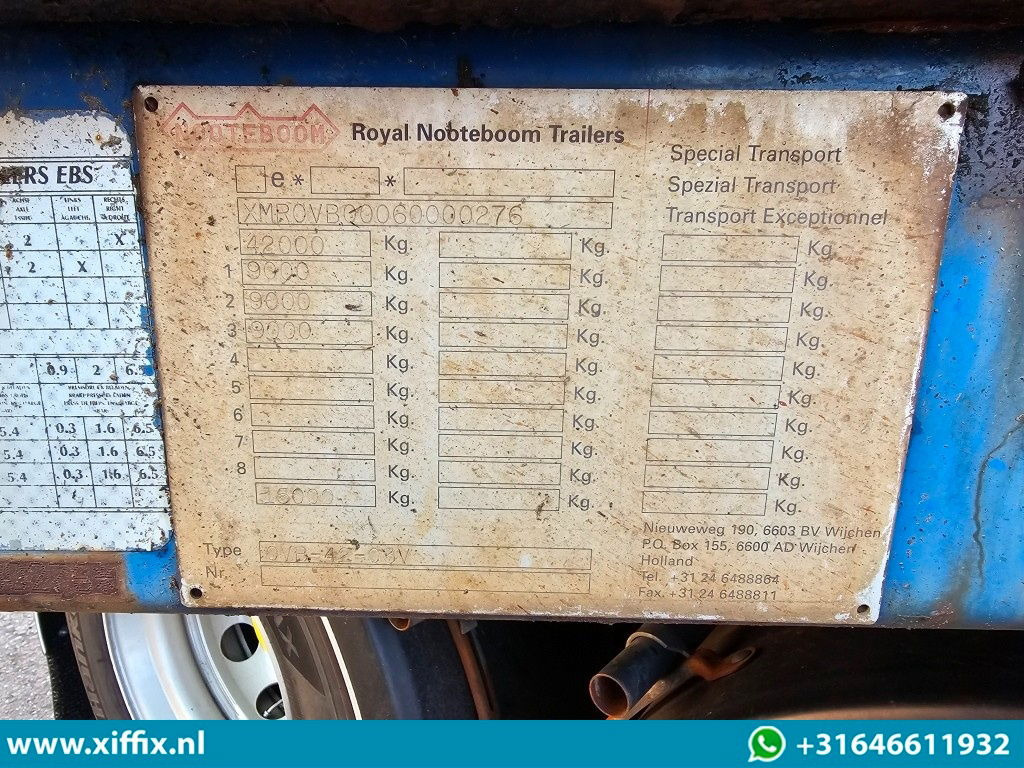 NOOTEBOOM Royal Nooteboom Trailers
Special Transport
Spezial Transport
Transport Exceptionnel
e * *
XMROVB00060000276
42000 Kg. Kg. Kg.
1 9000 Kg. Kg. Kg.
2 9000 Kg. Kg. Kg.
3 9000 Kg. Kg. Kg.
4 Kg. Kg. Kg.
5 Kg. Kg. Kg.
6 Kg. Kg. Kg.
7 Kg. Kg. Kg.
8 Kg. Kg. Kg.
16000 Kg. Kg. Kg.
Type OVB-42-03V
Nr.
Nieuweweg 190, 6603 BV Wijchen
P.O. Box 155, 6600 AD Wijchen
Holland
Tel. +31 24 6488864
Fax. +31 24 6488811
EBS
LINKS RECHTS
2 X
2 X
0.9 2 6.5
5.4 0.3 1.6 6.5
5.4 0.3 1.6 6.5
5.4 0.3 1.6 6.5
www.xiffix.nl
+31646611932